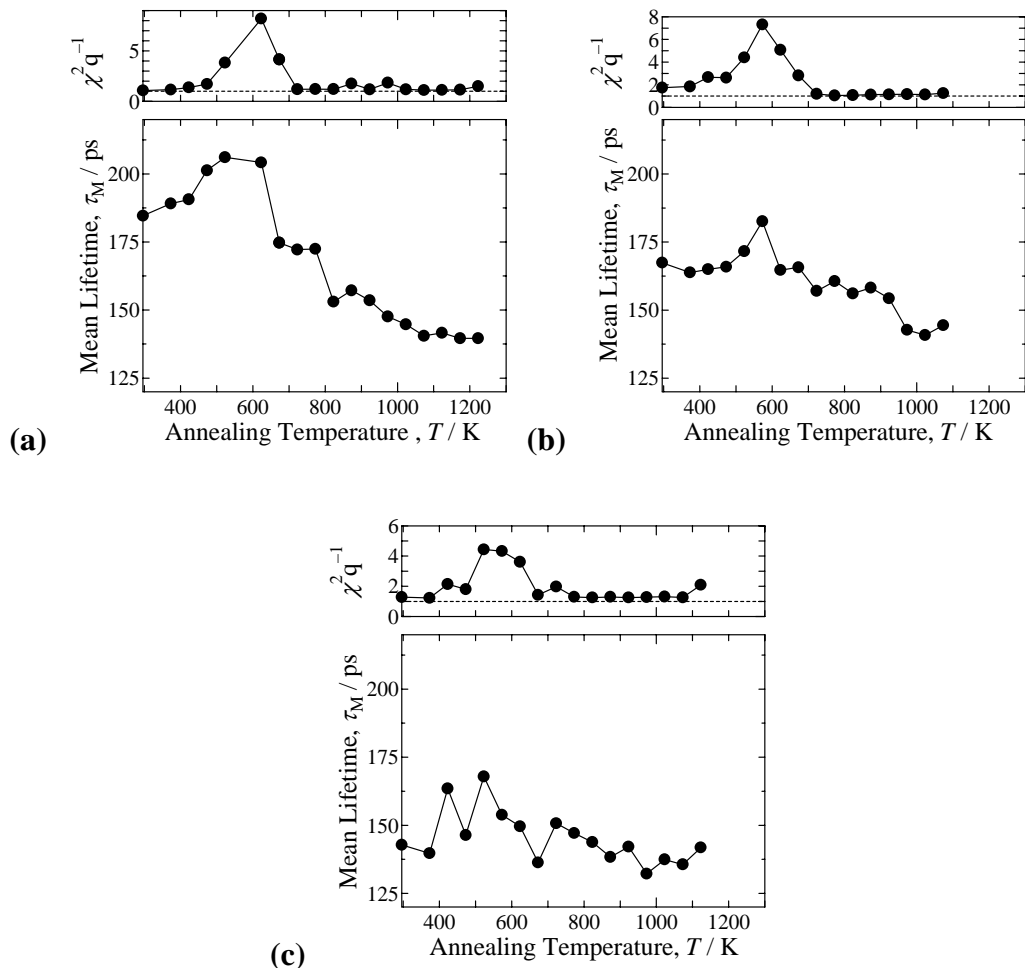 χ²q⁻¹
5
0
Mean Lifetime, τ_M / ps
200
175
150
125
400 600 800 1000 1200
(a)
Annealing Temperature , T / K
χ²q⁻¹
8
6
4
2
0
Mean Lifetime, τ_M / ps
200
175
150
125
400 600 800 1000 1200
(b)
Annealing Temperature, T / K
χ²q⁻¹
6
4
2
0
Mean Lifetime, τ_M / ps
200
175
150
125
400 600 800 1000 1200
(c)
Annealing Temperature, T / K